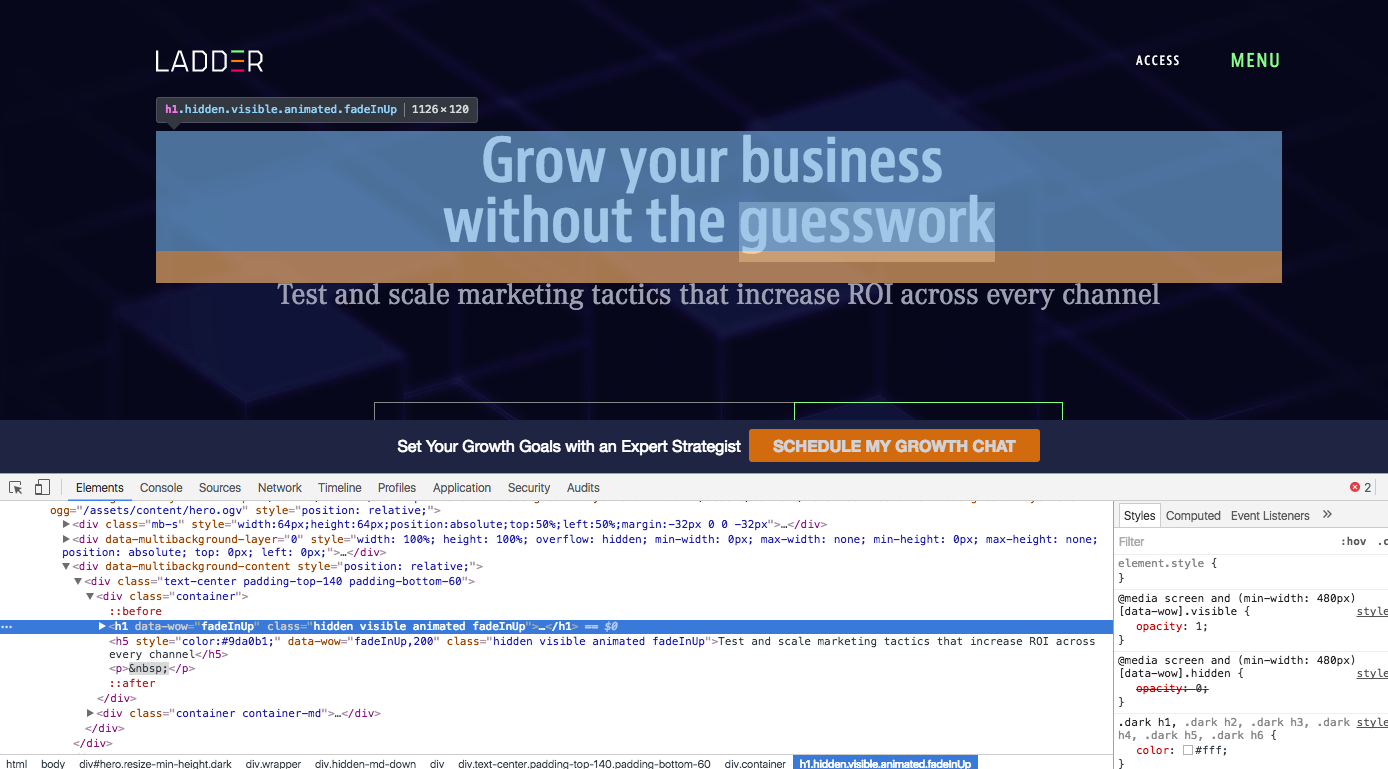 LADDER
ACCESS
MENU
h1.hidden.visible.animated.fadeInUp | 1126 × 120
Grow your business
without the guesswork
Test and scale marketing tactics that increase ROI across every channel
Set Your Growth Goals with an Expert Strategist
SCHEDULE MY GROWTH CHAT
Elements Console Sources Network Timeline Profiles Application Security Audits
2
ogg="/assets/content/hero.ogv" style="position: relative;">
▶<div class="mb-s" style="width:64px;height:64px;position:absolute;top:50%;left:50%;margin:-32px 0 0 -32px">…</div>
▶<div data-multibackground-layer="0" style="width: 100%; height: 100%; overflow: hidden; min-width: 0px; max-width: none; min-height: 0px; max-height: none;
position: absolute; top: 0px; left: 0px;">…</div>
▼<div data-multibackground-content style="position: relative;">
▼<div class="text-center padding-top-140 padding-bottom-60">
▼<div class="container">
::before
… ▶<h1 data-wow="fadeInUp" class="hidden visible animated fadeInUp">…</h1> == $0
<h5 style="color:#9da0b1;" data-wow="fadeInUp,200" class="hidden visible animated fadeInUp">Test and scale marketing tactics that increase ROI across
every channel</h5>
<p>&nbsp;</p>
::after
</div>
▶<div class="container container-md">…</div>
</div>
</div>
html body div#hero.resize-min-height.dark div.wrapper div.hidden-md-down div div.text-center.padding-top-140.padding-bottom-60 div.container h1.hidden.visible.animated.fadeInUp
Styles Computed Event Listeners »
Filter :hov .c
element.style {
}
@media screen and (min-width: 480px)
[data-wow].visible { style
opacity: 1;
}
@media screen and (min-width: 480px)
[data-wow].hidden { style
opacity: 0;
}
.dark h1, .dark h2, .dark h3, .dark style
h4, .dark h5, .dark h6 {
color: #fff;
}